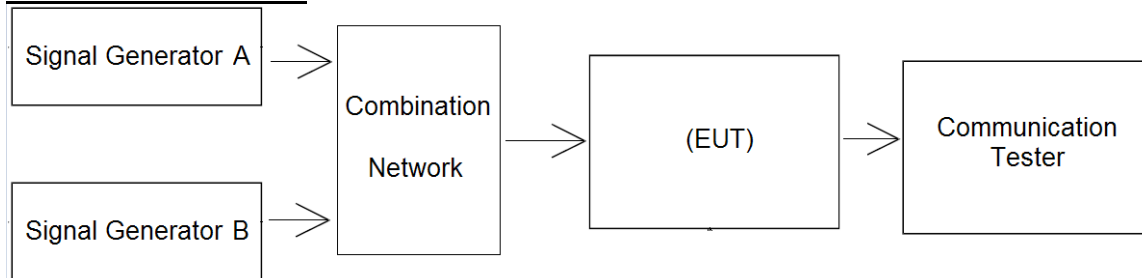 Signal Generator A
Combination
Network
(EUT)
Communication
Tester
Signal Generator B